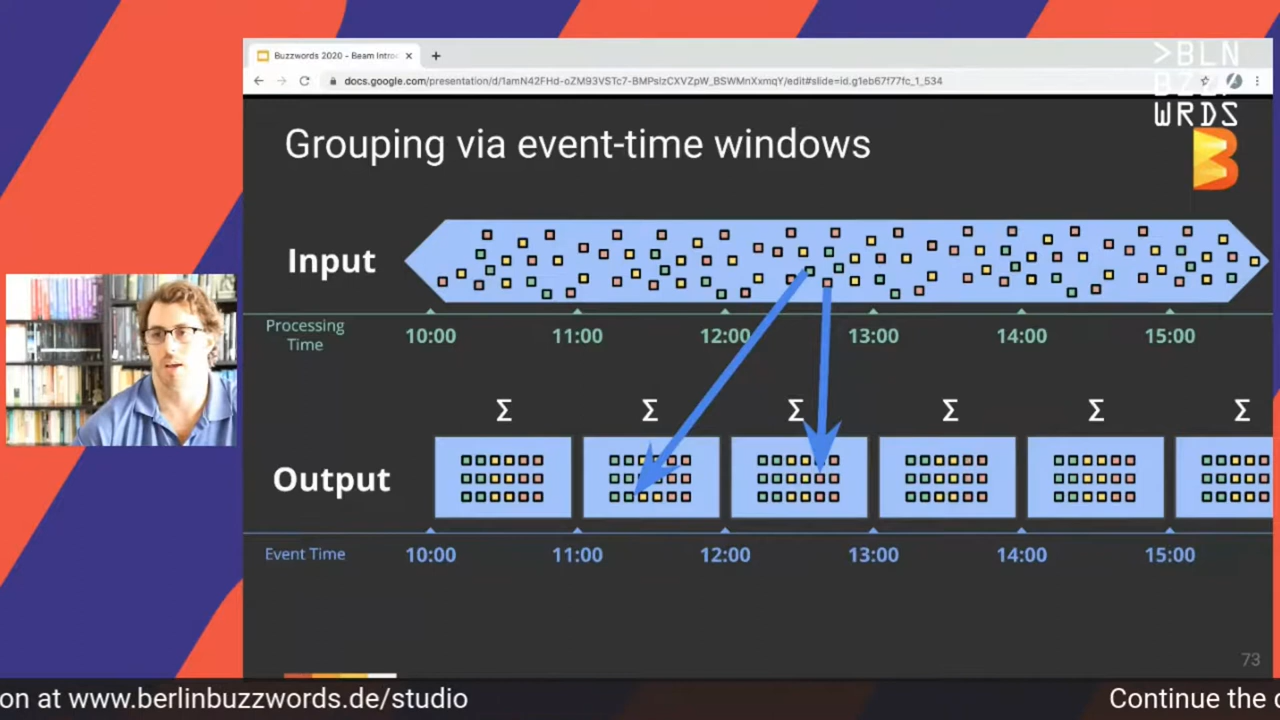 Buzzwords 2020 - Beam Intro
docs.google.com/presentation/d/1amN42FHd-oZM93VSTc7-BMPslzCXVZpW_BSWMnXxmqY/edit#slide=id.g1eb67f77fc_1_534
>BLN
BZZ
WRDS
Grouping via event-time windows
Input
Processing
Time
10:00 11:00 12:00 13:00 14:00 15:00
Σ Σ Σ Σ Σ Σ
Output
Event Time 10:00 11:00 12:00 13:00 14:00 15:00
73
on at www.berlinbuzzwords.de/studio
Continue the